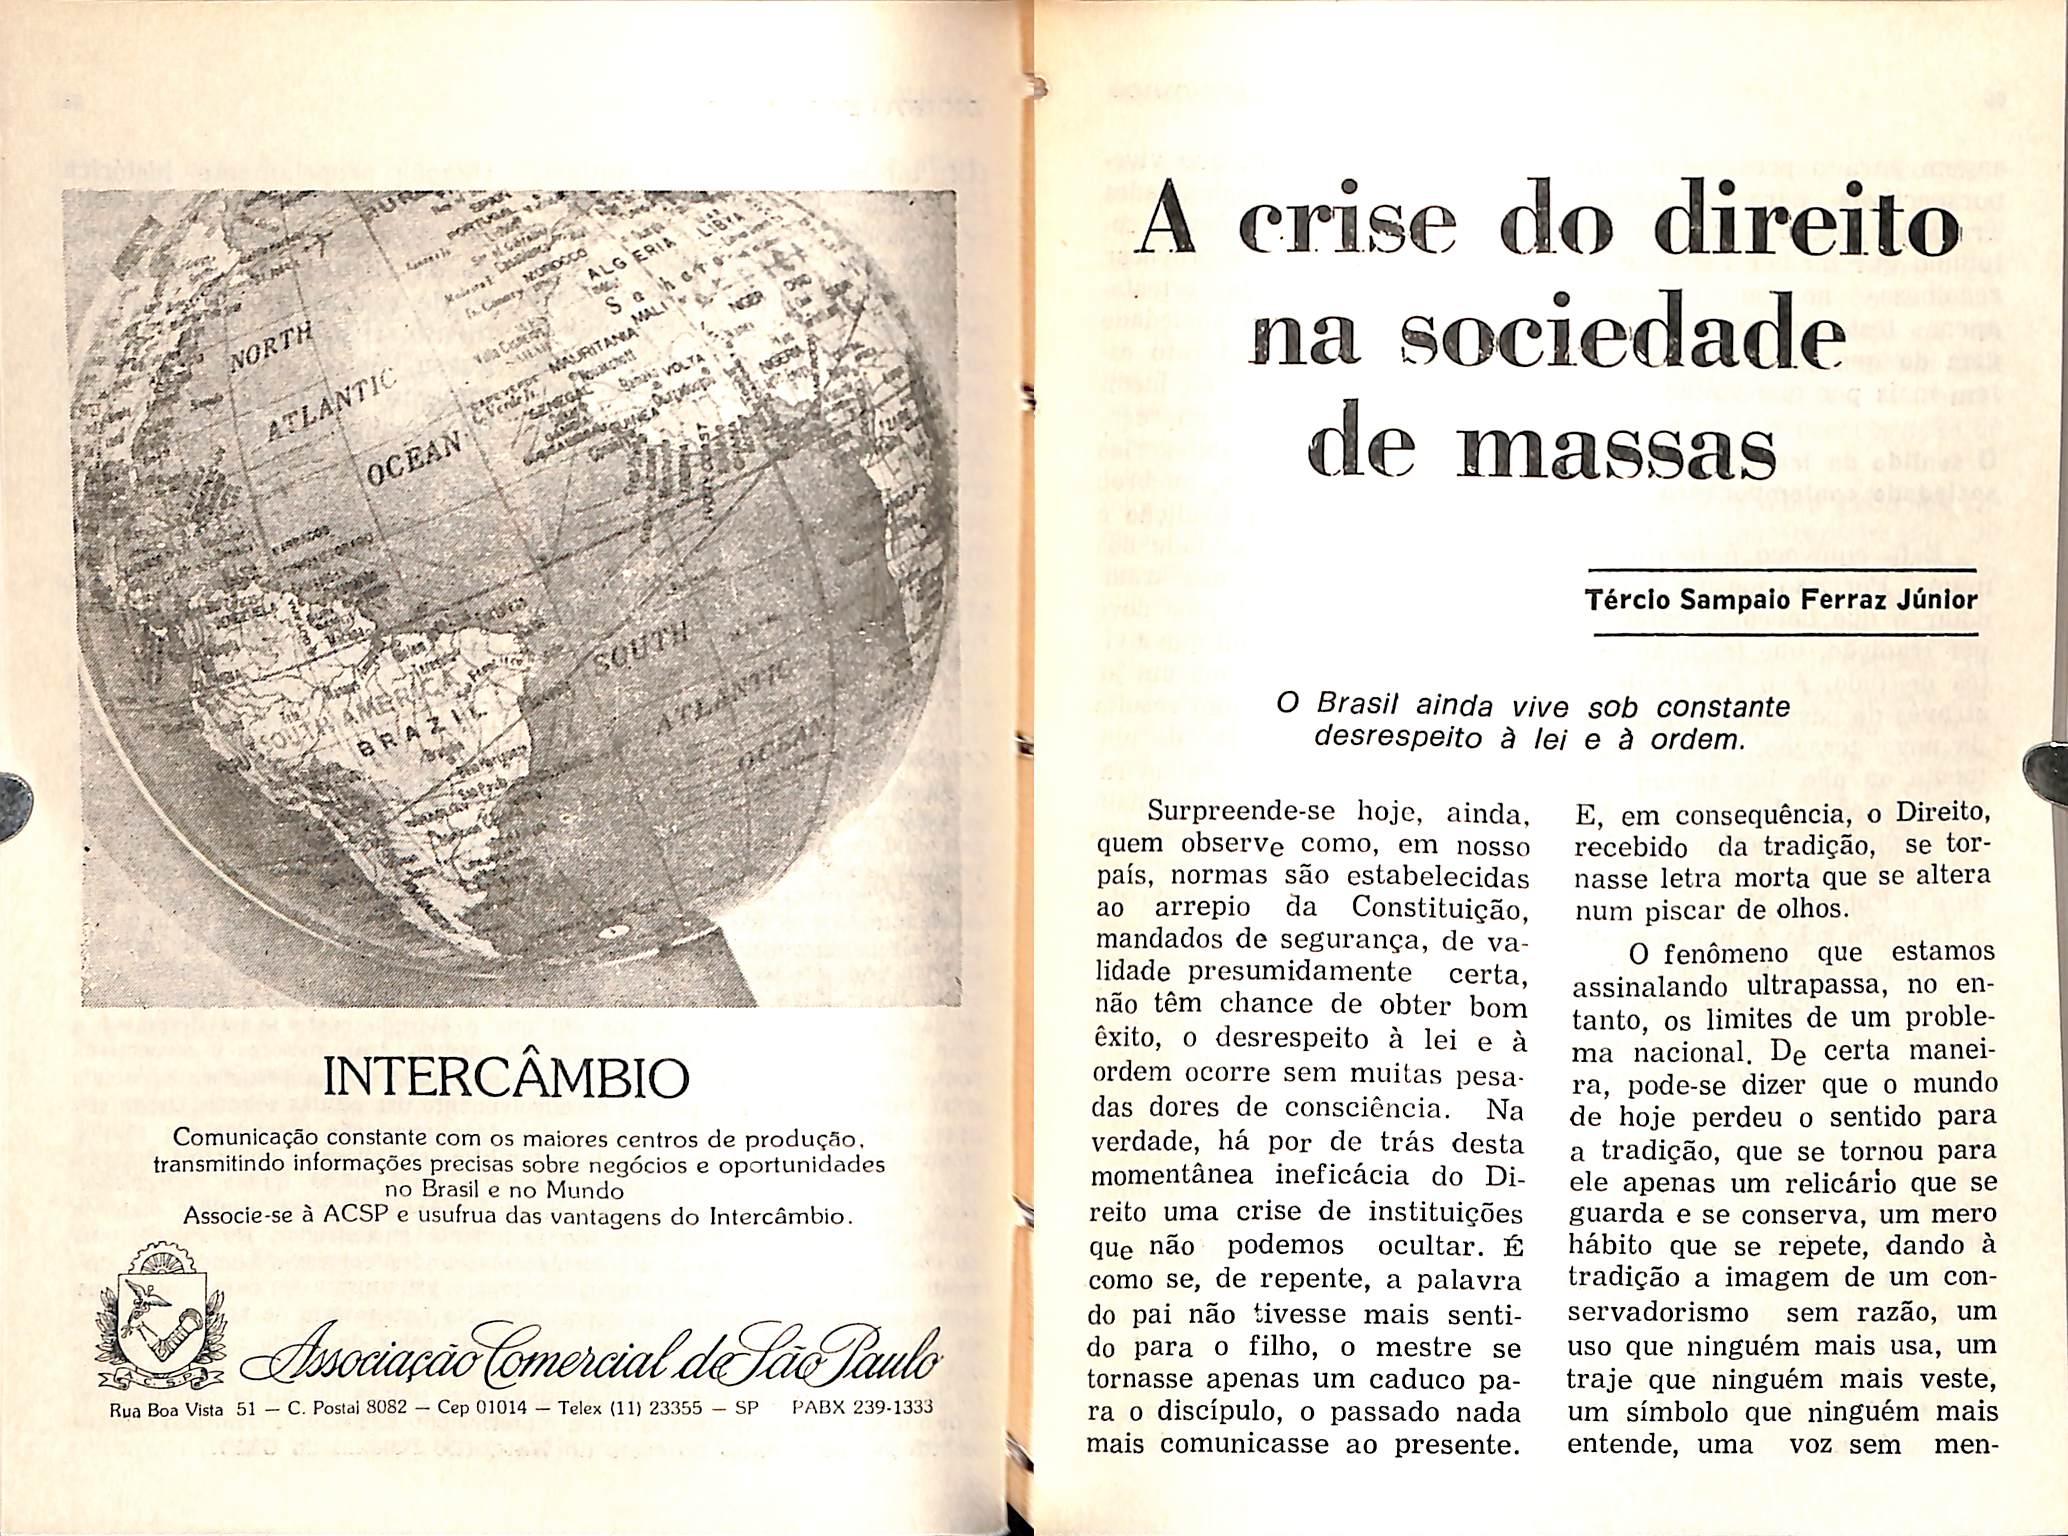 NORTH
ATLANTIC
OCEAN
PORTUGAL
MOROCCO
ALGERIA
LIBYA
Sahara
MALI
NIGER
MAURITANIA
SENEGAL
VOLTA
NIGERIA
GUINEA
SOUTH AMERICA
BRAZIL
SOUTH
ATLANTIC
OCEAN
INTERCÂMBIO
Comunicação constante com os maiores centros de produção,
transmitindo informações precisas sobre negócios e oportunidades
no Brasil e no Mundo
Associe-se à ACSP e usufrua das vantagens do Intercâmbio.
A.C.S.P.
Associação Comercial de São Paulo
Rua Boa Vista 51 — C. Postal 8082 — Cep 01014 — Telex (11) 23355 — SP PABX 239-1333
A crise do direito
na sociedade
de massas
Tércio Sampaio Ferraz Júnior
O Brasil ainda vive sob constante
desrespeito à lei e à ordem.
Surpreende-se hoje, ainda,
quem observe como, em nosso
país, normas são estabelecidas
ao arrepio da Constituição,
mandados de segurança, de va-
lidade presumidamente certa,
não têm chance de obter bom
êxito, o desrespeito à lei e à
ordem ocorre sem muitas pesa-
das dores de consciência. Na
verdade, há por de trás desta
momentânea ineficácia do Di-
reito uma crise de instituições
que não podemos ocultar. É
como se, de repente, a palavra
do pai não tivesse mais senti-
do para o filho, o mestre se
tornasse apenas um caduco pa-
ra o discípulo, o passado nada
mais comunicasse ao presente.
E, em consequência, o Direito,
recebido da tradição, se tor-
nasse letra morta que se altera
num piscar de olhos.
O fenômeno que estamos
assinalando ultrapassa, no en-
tanto, os limites de um proble-
ma nacional. De certa manei-
ra, pode-se dizer que o mundo
de hoje perdeu o sentido para
a tradição, que se tornou para
ele apenas um relicário que se
guarda e se conserva, um mero
hábito que se repete, dando à
tradição a imagem de um con-
servadorismo sem razão, um
uso que ninguém mais usa, um
traje que ninguém mais veste,
um símbolo que ninguém mais
entende, uma voz sem men-